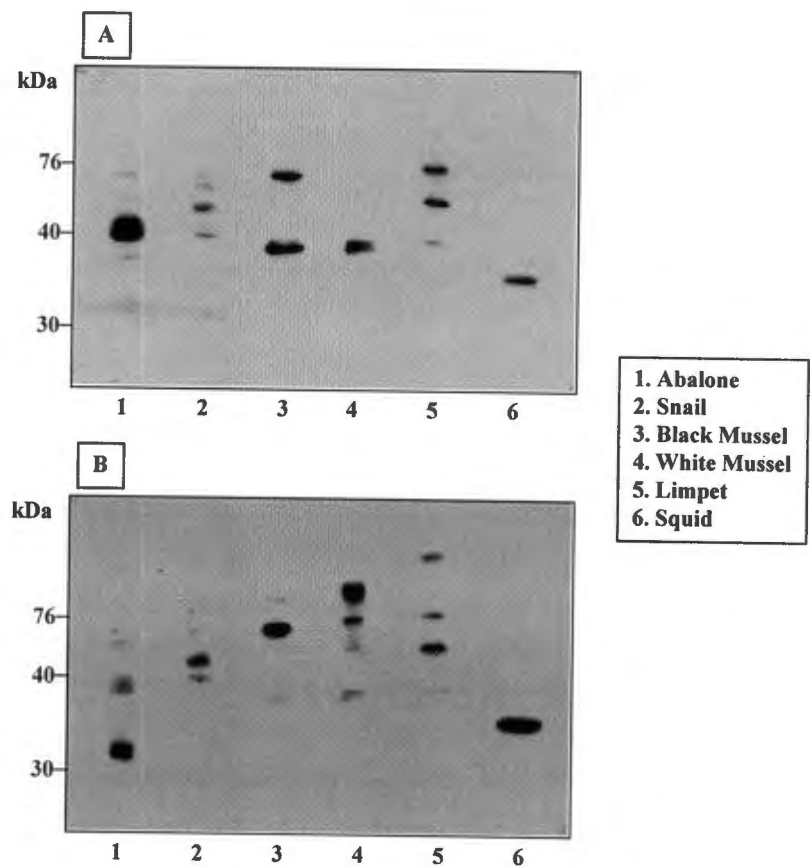 A
kDa
76
40
30
1 2 3 4 5 6
1. Abalone
2. Snail
3. Black Mussel
4. White Mussel
5. Limpet
6. Squid
B
kDa
76
40
30
1 2 3 4 5 6